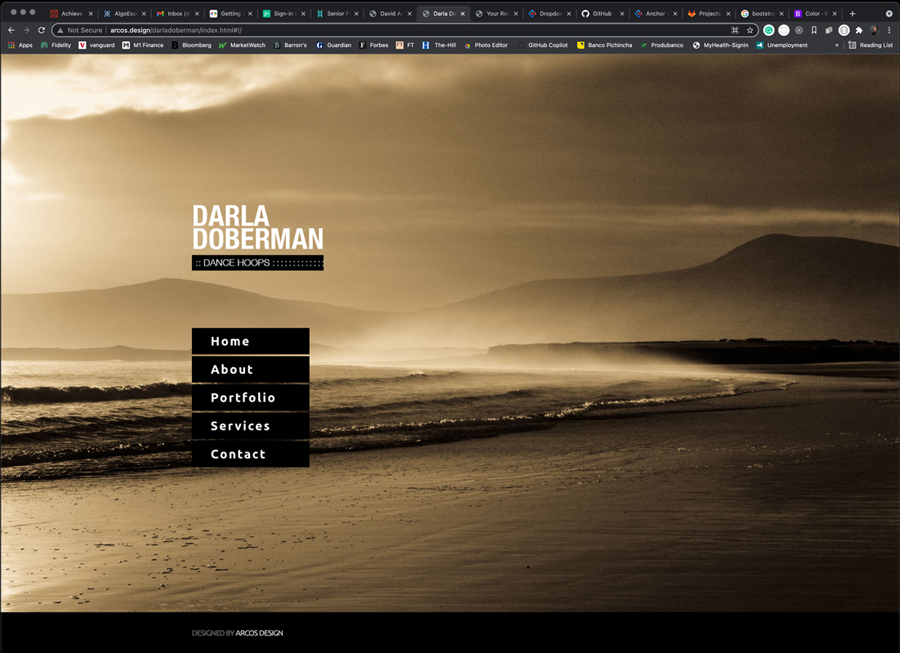 Achieve
AlgoExp
Inbox (4
Getting
Sign-in
Senior F
David A
Darla Do
Your Re
Dropdo
GitHub
Anchor
Projects
bootstra
Color · B
Not Secure | arcos.design/darladoberman/index.html#!/
Apps Fidelity vanguard M1 Finance Bloomberg MarketWatch Barron's Guardian Forbes FT The-Hill Photo Editor GitHub Copilot Banco Pichincha Produbanco MyHealth-SignIn Unemployment » Reading List
DARLA
DOBERMAN
:: DANCE HOOPS ::::::::::::
Home
About
Portfolio
Services
Contact
DESIGNED BY ARCOS DESIGN